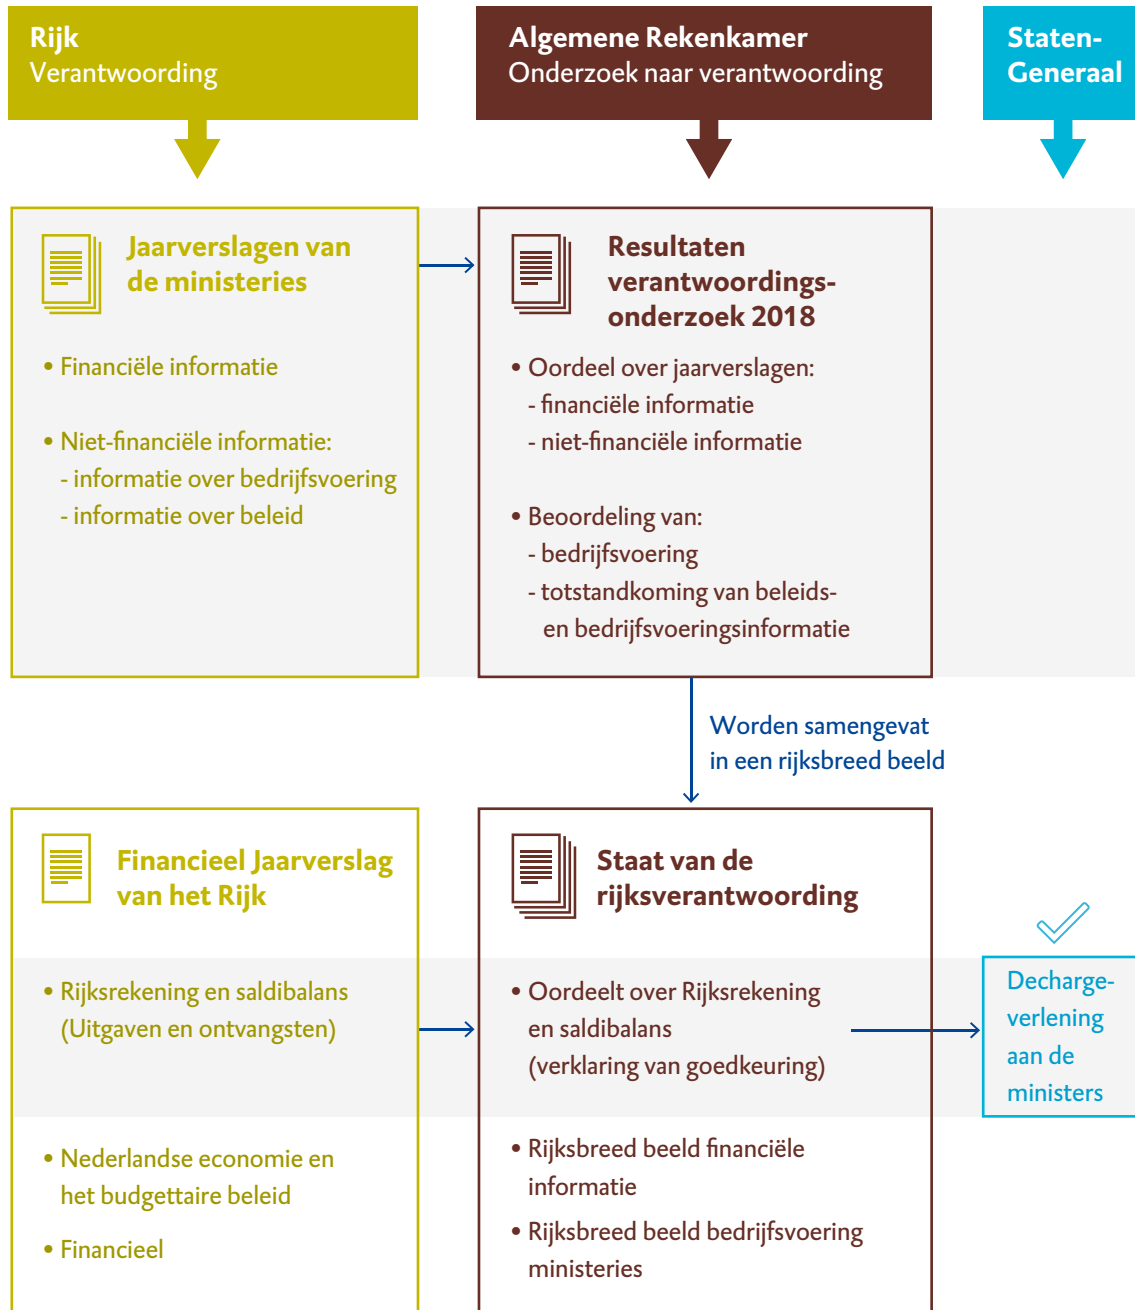 Rijk
Verantwoording
Algemene Rekenkamer
Onderzoek naar verantwoording
Staten-
Generaal
Jaarverslagen van
de ministeries
• Financiële informatie
• Niet-financiële informatie:
- informatie over bedrijfsvoering
- informatie over beleid
Resultaten
verantwoordings-
onderzoek 2018
• Oordeel over jaarverslagen:
- financiële informatie
- niet-financiële informatie
• Beoordeling van:
- bedrijfsvoering
- totstandkoming van beleids-
en bedrijfsvoeringsinformatie
Worden samengevat
in een rijksbreed beeld
Financieel Jaarverslag
van het Rijk
• Rijksrekening en saldibalans
(Uitgaven en ontvangsten)
• Nederlandse economie en
het budgettaire beleid
• Financieel
Staat van de
rijksverantwoording
• Oordeelt over Rijksrekening
en saldibalans
(verklaring van goedkeuring)
• Rijksbreed beeld financiële
informatie
• Rijksbreed beeld bedrijfsvoering
ministeries
Decharge-
verlening
aan de
ministers